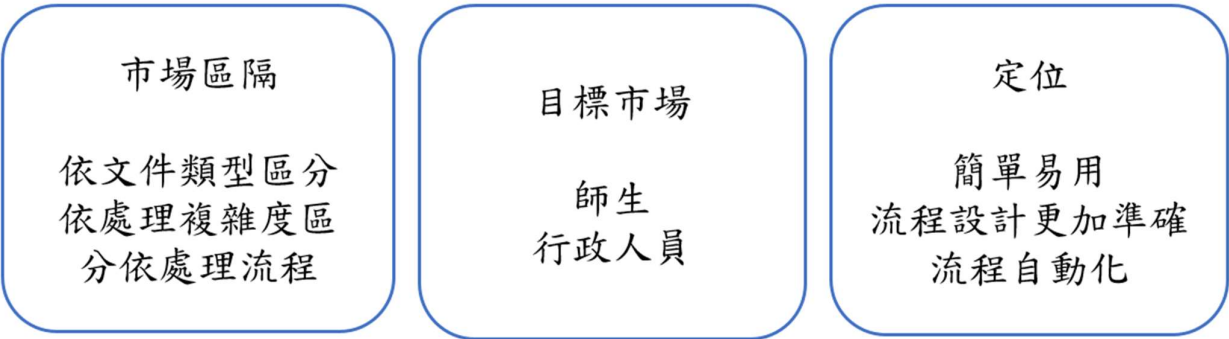 市場區隔
依文件類型區分
依處理複雜度區
分依處理流程
目標市場
師生
行政人員
定位
簡單易用
流程設計更加準確
流程自動化